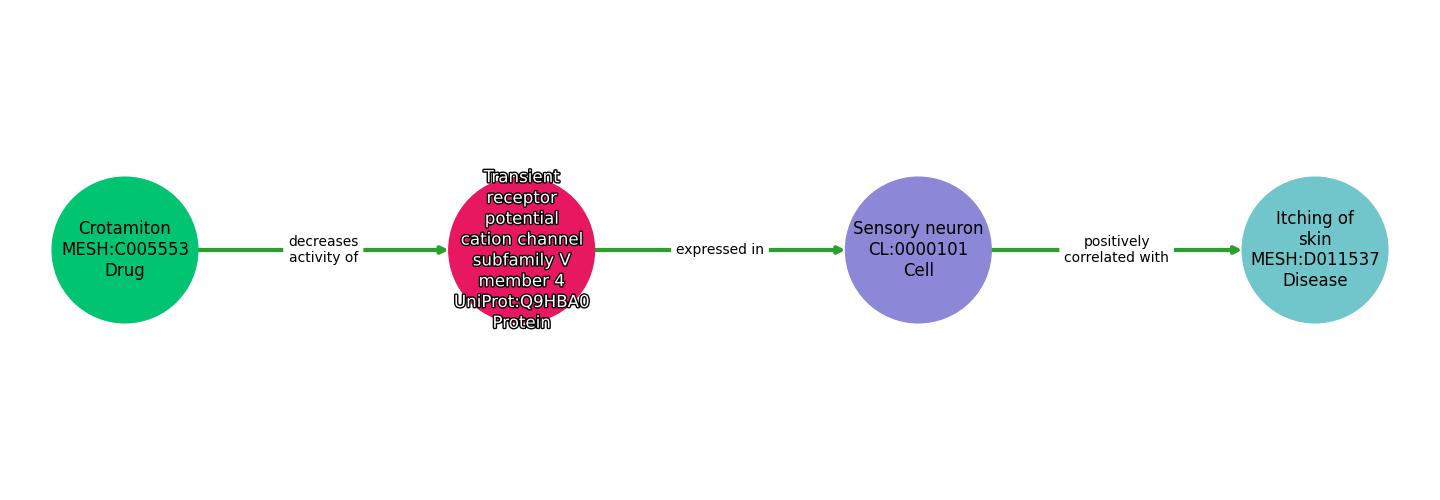 Crotamiton
MESH:C005553
Drug
decreases
activity of
Transient
receptor
potential
cation channel
subfamily V
member 4
UniProt:Q9HBA0
Protein
expressed in
Sensory neuron
CL:0000101
Cell
positively
correlated with
Itching of
skin
MESH:D011537
Disease